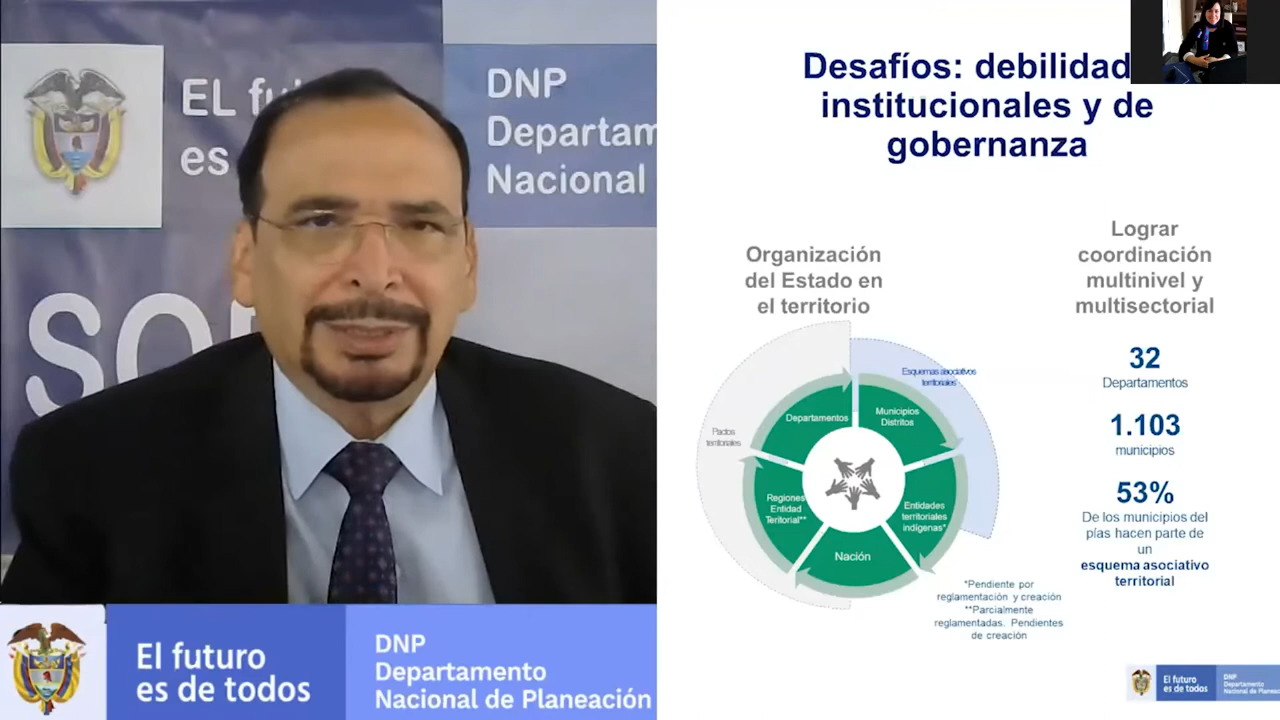 EL fu
es
DNP
Departam
Nacional
SO
El futuro
es de todos
DNP
Departamento
Nacional de Planeación
Desafíos: debilidad
institucionales y de
gobernanza
Organización
del Estado en
el territorio
Esquemas asociativos
territoriales
Departamentos
Municipios
Distritos
Pactos
territoriales
Regiones
Entidad
Teritorial**
Entidades
territoriales
indígenas*
Nación
*Pendiente por
reglamentación y creación
**Parcialmente
reglamentadas. Pendientes
de creación
Lograr
coordinación
multinivel y
multisectorial
32
Departamentos
1.103
municipios
53%
De los municipios del
pías hacen parte de
un
esquema asociativo
territorial
El futuro
es de todos
DNP
Departamento
Nacional de Planeación